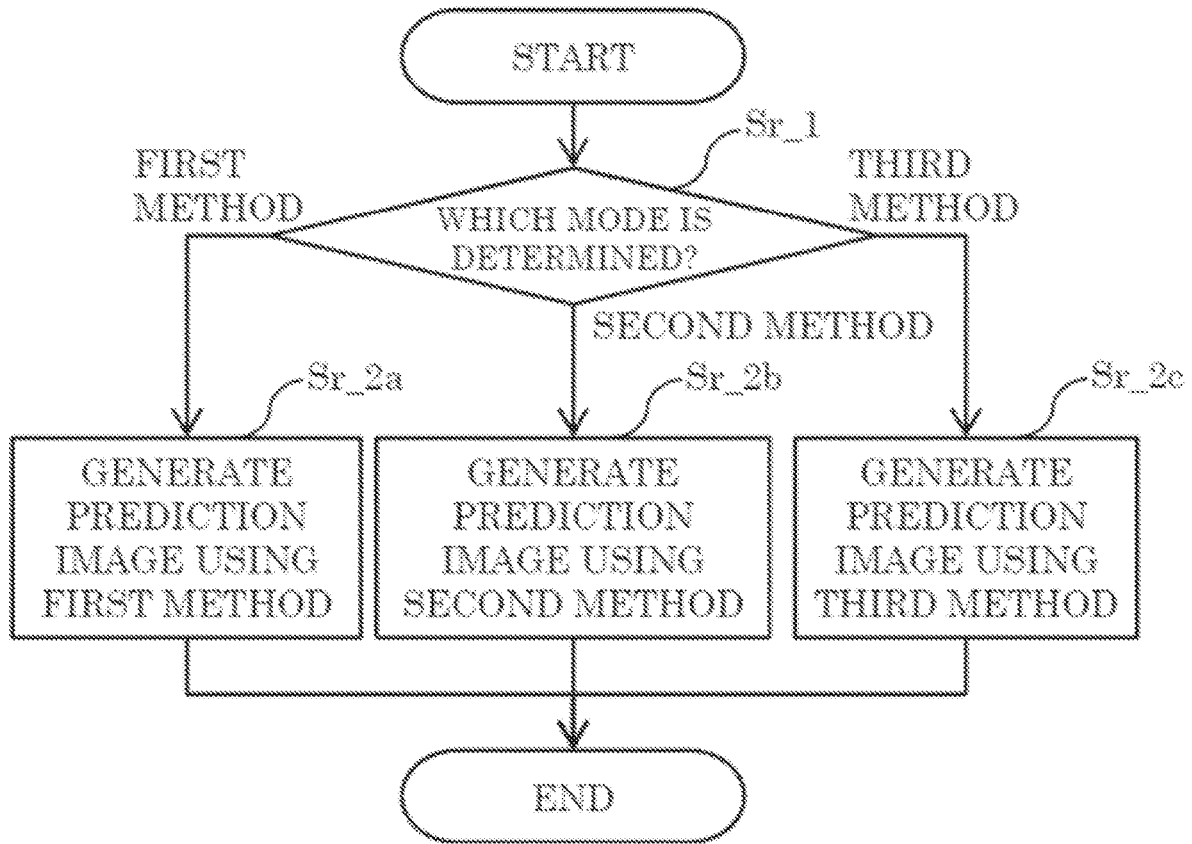 START
Sr_1
FIRST
METHOD
THIRD
METHOD
WHICH MODE IS
DETERMINED?
SECOND METHOD
Sr_2a
Sr_2b
Sr_2c
GENERATE
PREDICTION
IMAGE USING
FIRST METHOD
GENERATE
PREDICTION
IMAGE USING
SECOND METHOD
GENERATE
PREDICTION
IMAGE USING
THIRD METHOD
END